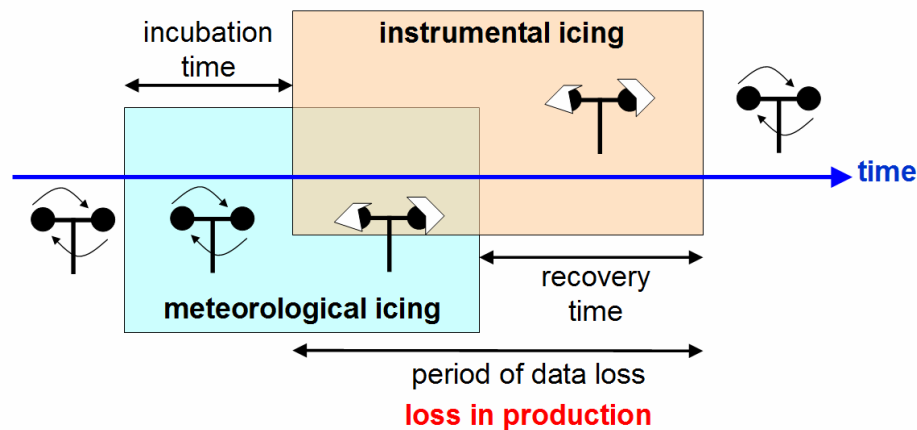 incubation
time
instrumental icing
time
meteorological icing
recovery
time
period of data loss
loss in production